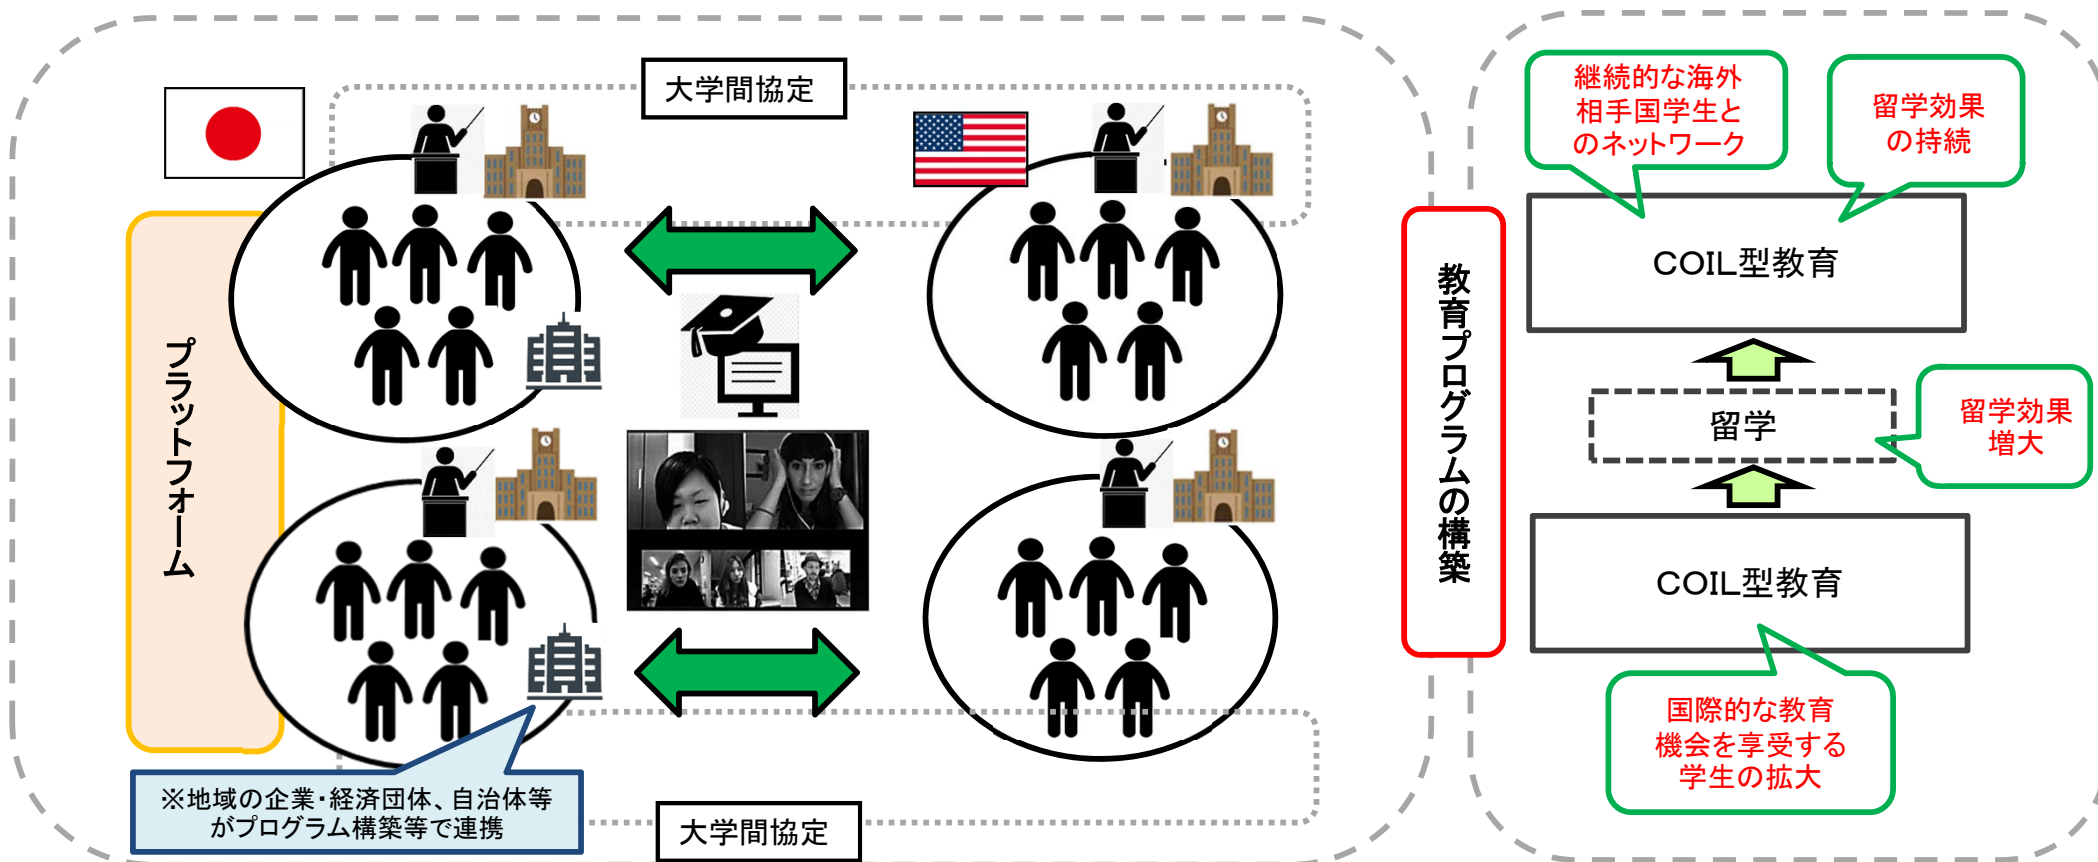 大学間協定
プラットフォーム
※地域の企業・経済団体、自治体等
がプログラム構築等で連携
大学間協定
教育プログラムの構築
継続的な海外
相手国学生と
のネットワーク
留学効果
の持続
COIL型教育
留学
留学効果
増大
COIL型教育
国際的な教育
機会を享受する
学生の拡大